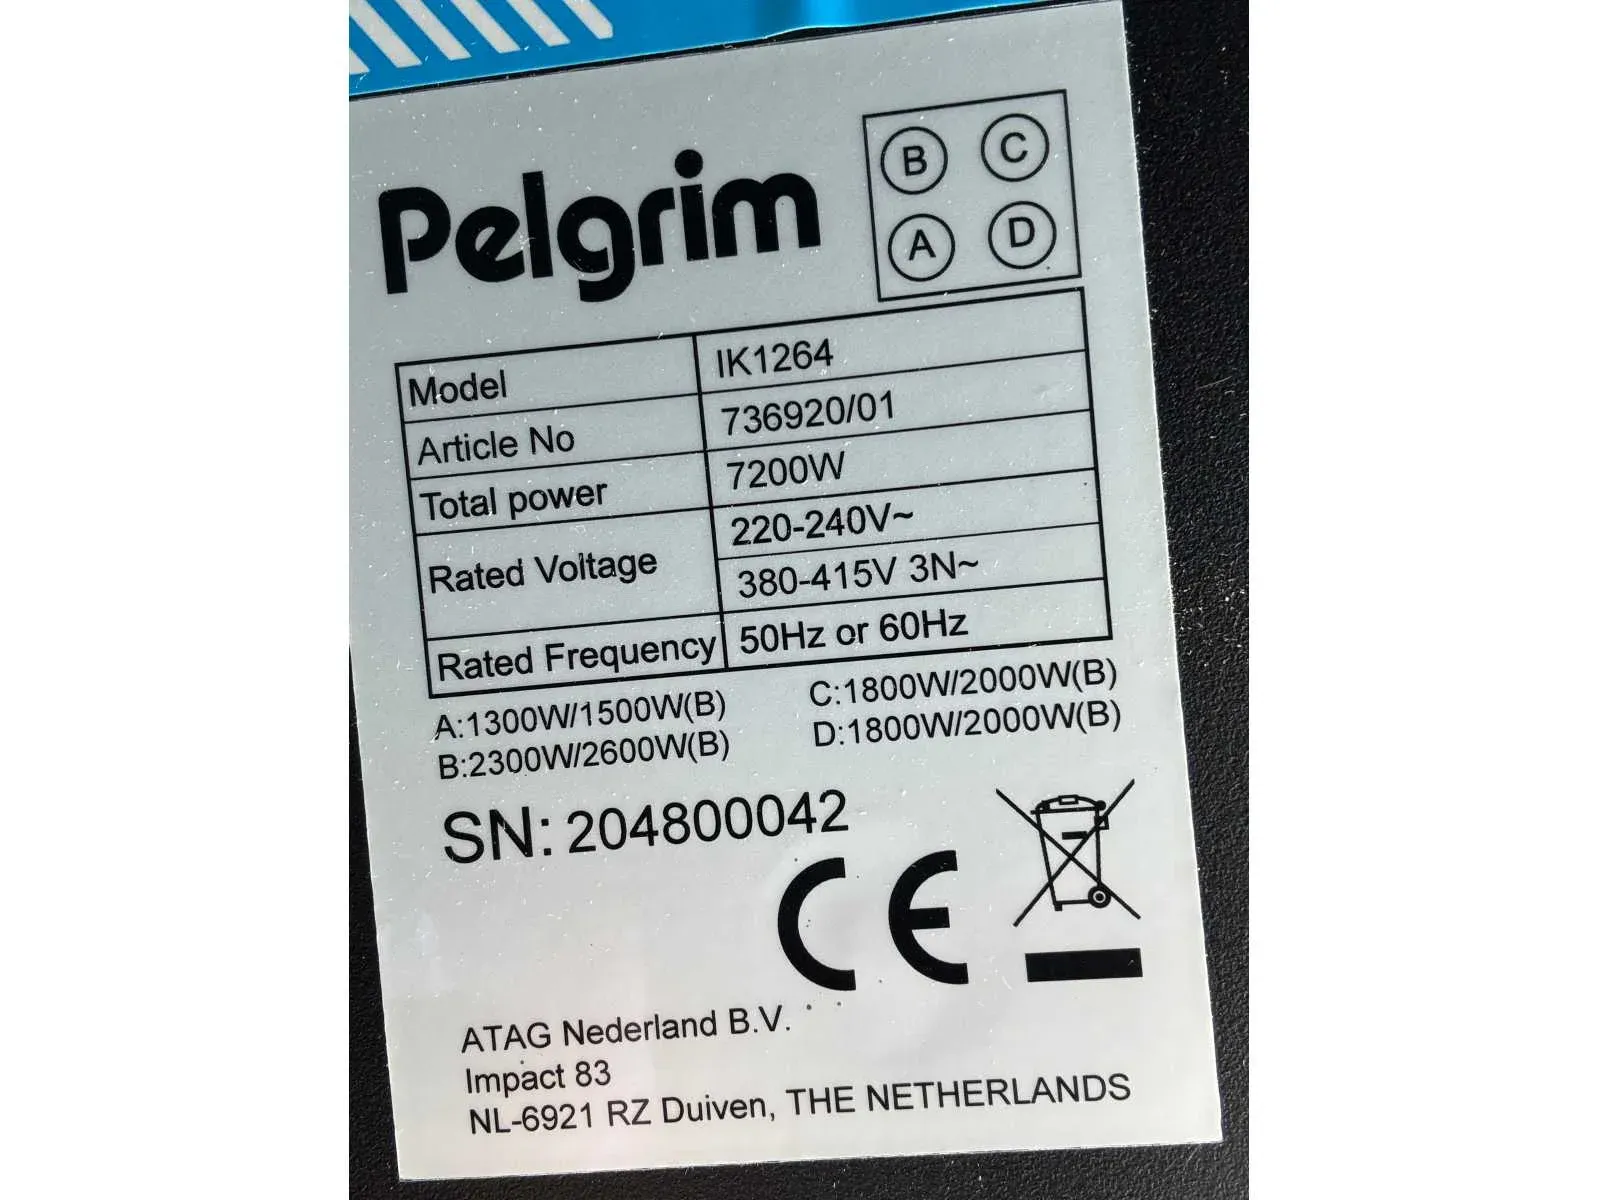 Pelgrim
B C
A D
Model IK1264
Article No 736920/01
Total power 7200W
Rated Voltage 220-240V~
380-415V 3N~
Rated Frequency 50Hz or 60Hz
A:1300W/1500W(B) C:1800W/2000W(B)
B:2300W/2600W(B) D:1800W/2000W(B)
SN: 204800042
CE
ATAG Nederland B.V.
Impact 83
NL-6921 RZ Duiven, THE NETHERLANDS